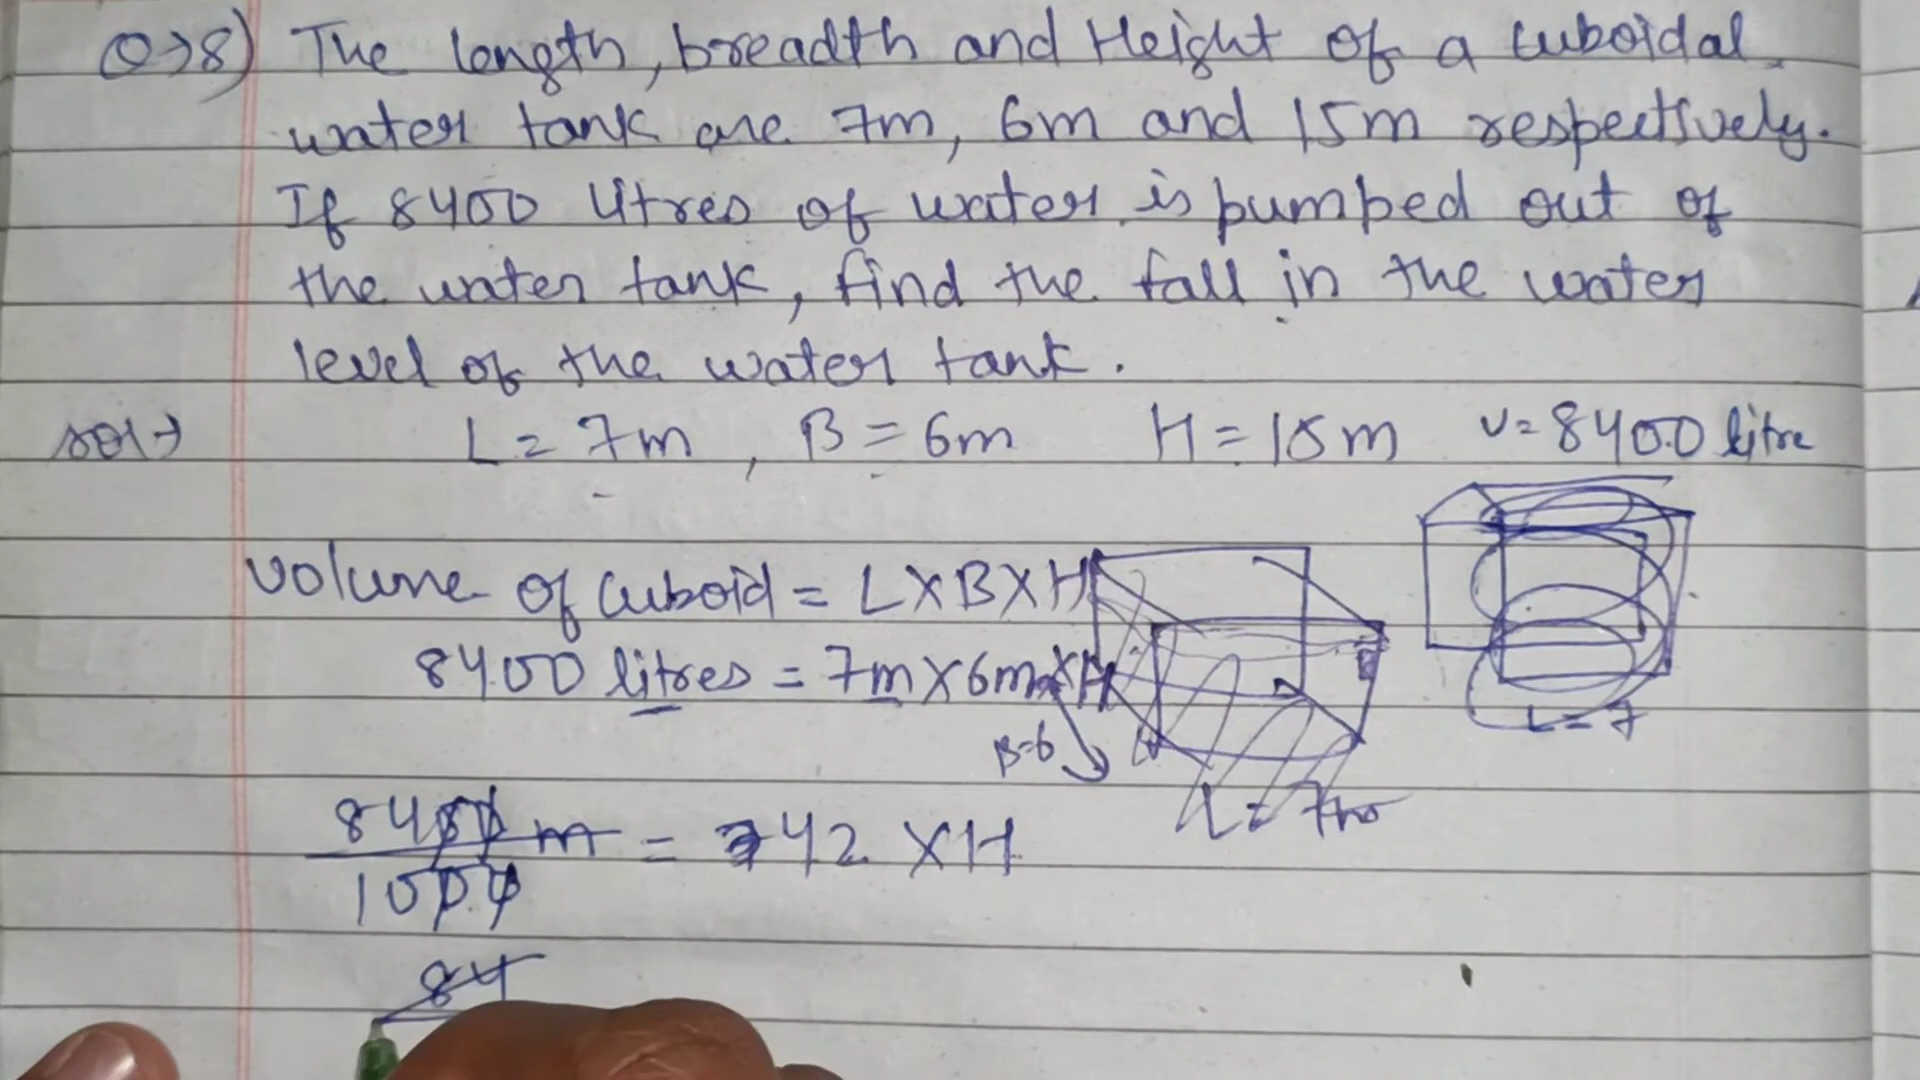 Q→8) The length, breadth and Height of a cuboidal
water tank are 7m, 6m and 15m respectively.
If 8400 litres of water is pumped out of
the water tank, find the fall in the water
level of the water tank.
sol→ L = 7m, B = 6m H = 15m V = 8400 litre
Volume of Cuboid = L×B×H
8400 litres = 7m×6m×H
B=6
L=7
L = 7m
8400 m = 42 ×H
1000
84